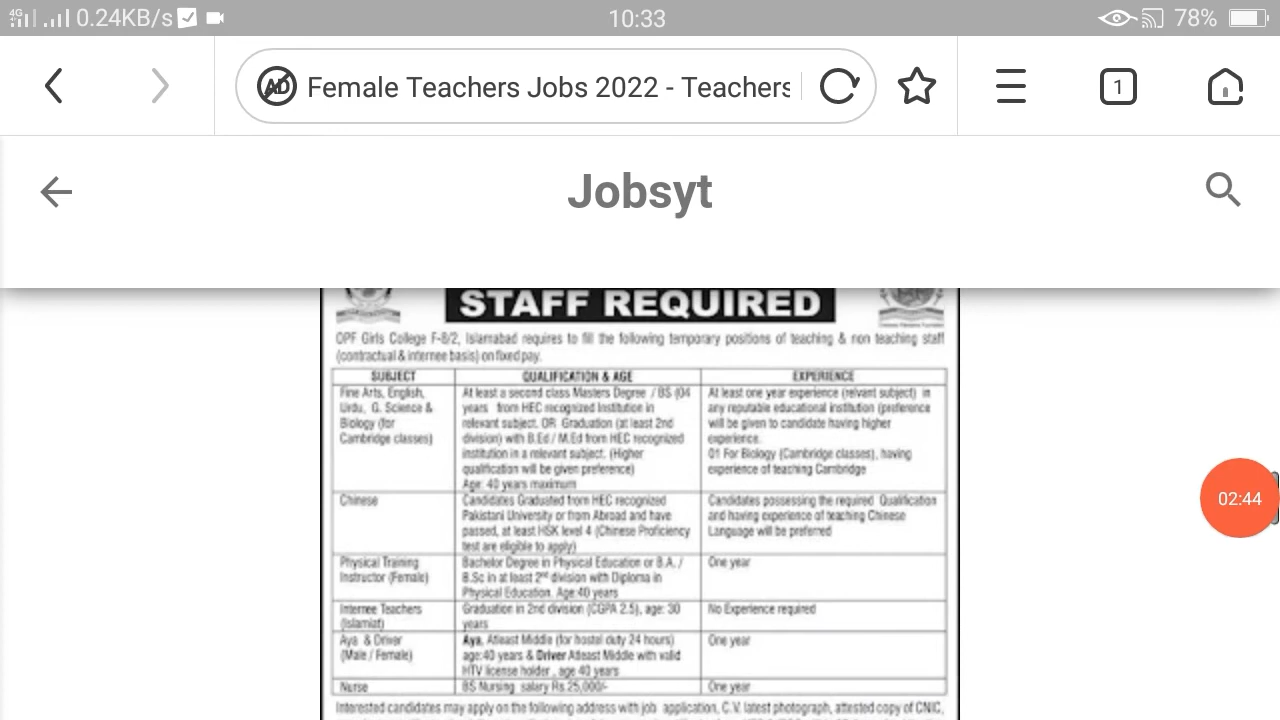 4G 0.24KB/s 10:33 78%
AD Female Teachers Jobs 2022 - Teachers 1
Jobsyt
STAFF REQUIRED
OPF Girls College F-8/2, Islamabad requires to fill the following temporary positions of teaching & non teaching staff
(contractual & internee basis) on fixed pay.
SUBJECT QUALIFICATION & AGE EXPERIENCE
Fine Arts, English,
Urdu, G. Science &
Biology (for
Cambridge classes)
At least a second class Masters Degree / BS (04
years from HEC recognized Institution in
relevant subject. OR Graduation (at least 2nd
division) with B.Ed / M.Ed from HEC recognized
institution in a relevant subject. (Higher
qualification will be given preference)
Age: 40 years maximum
At least one year experience (relvant subject) in
any reputable educational institution (preference
will be given to candidate having higher
experience.
01 For Biology (Cambridge classes), having
experience of teaching Cambridge
Chinese
Candidates Graduated from HEC recognized
Pakistani University or from Abroad and have
passed, at least HSK level 4 (Chinese Proficiency
test are eligible to apply)
Candidates possessing the required Qualification
and having experience of teaching Chinese
Language will be preferred
Physical Training
Instructor (Female)
Bachelor Degree in Physical Education or B.A. /
B.Sc in at least 2nd division with Diploma in
Physical Education. Age:40 years
One year
Internee Teachers
(Islamiat)
Graduation in 2nd division (CGPA 2.5), age: 30
years
No Experience required
Aya & Driver
(Male / Female)
Aya, Atleast Middle (for hostel duty 24 hours)
age:40 years & Driver Atleast Middle with valid
HTV license holder , age 40 years
One year
Nurse BS Nursing salary Rs.25,000/- One year
Interested candidates may apply on the following address with job application, C.V. latest photograph, attested copy of CNIC,
02:44